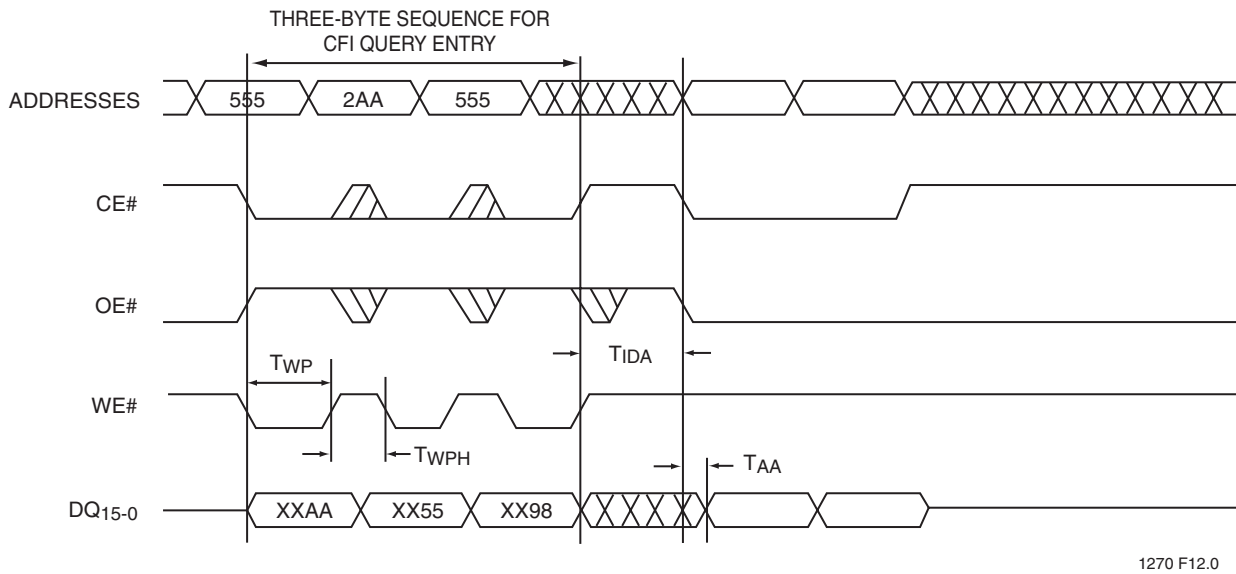 THREE-BYTE SEQUENCE FOR
CFI QUERY ENTRY
ADDRESSES
555
2AA
555
CE#
OE#
TIDA
TWP
WE#
TWPH
TAA
DQ15-0
XXAA
XX55
XX98
1270 F12.0